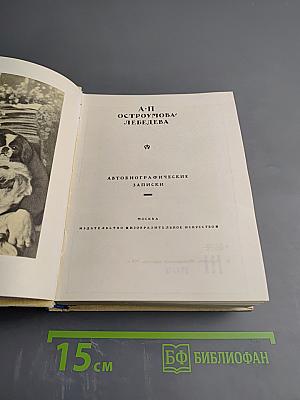 А·П
ОСТРОУМОВА-
ЛЕБЕДЕВА
АВТОБИОГРАФИЧЕСКИЕ
ЗАПИСКИ
МОСКВА
ИЗДАТЕЛЬСТВО ИЗОБРАЗИТЕЛЬНОЕ ИСКУССТВО
15 см
БФ БИБЛИОФАН